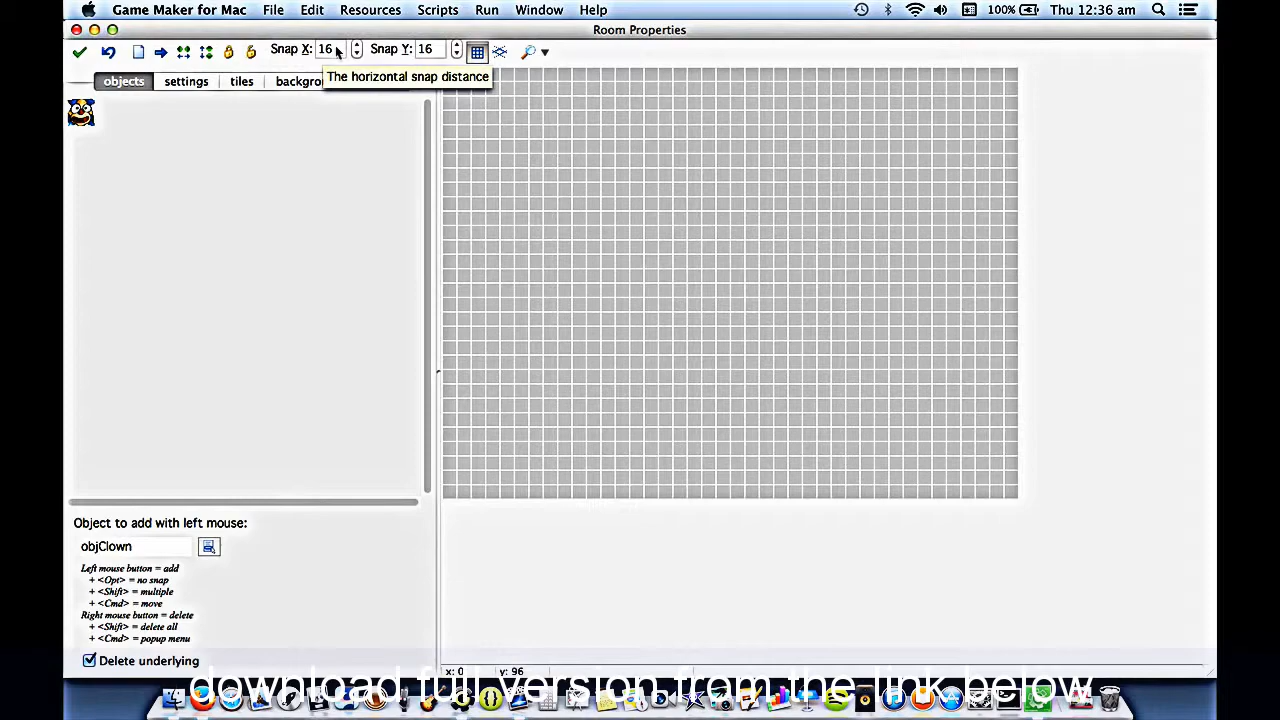 Game Maker for Mac File Edit Resources Scripts Run Window Help 100% Thu 12:36 am
Room Properties
Snap X: 16 Snap Y: 16
The horizontal snap distance
objects settings tiles backgro
Object to add with left mouse:
objClown
Left mouse button = add
+ <Opt> = no snap
+ <Shift> = multiple
+ <Cmd> = move
Right mouse button = delete
+ <Shift> = delete all
+ <Cmd> = popup menu
Delete underlying
x: 0 y: 96
download full version from the link below